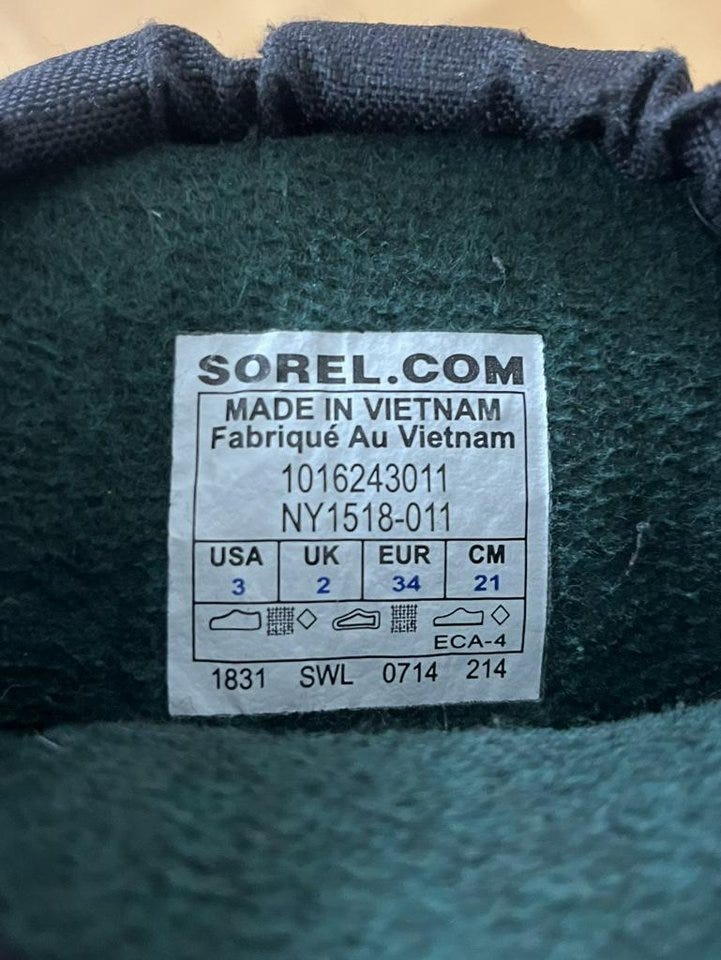 SOREL.COM
MADE IN VIETNAM
Fabriqué Au Vietnam
1016243011
NY1518-011
USA UK EUR CM
3 2 34 21
ECA-4
1831 SWL 0714 214